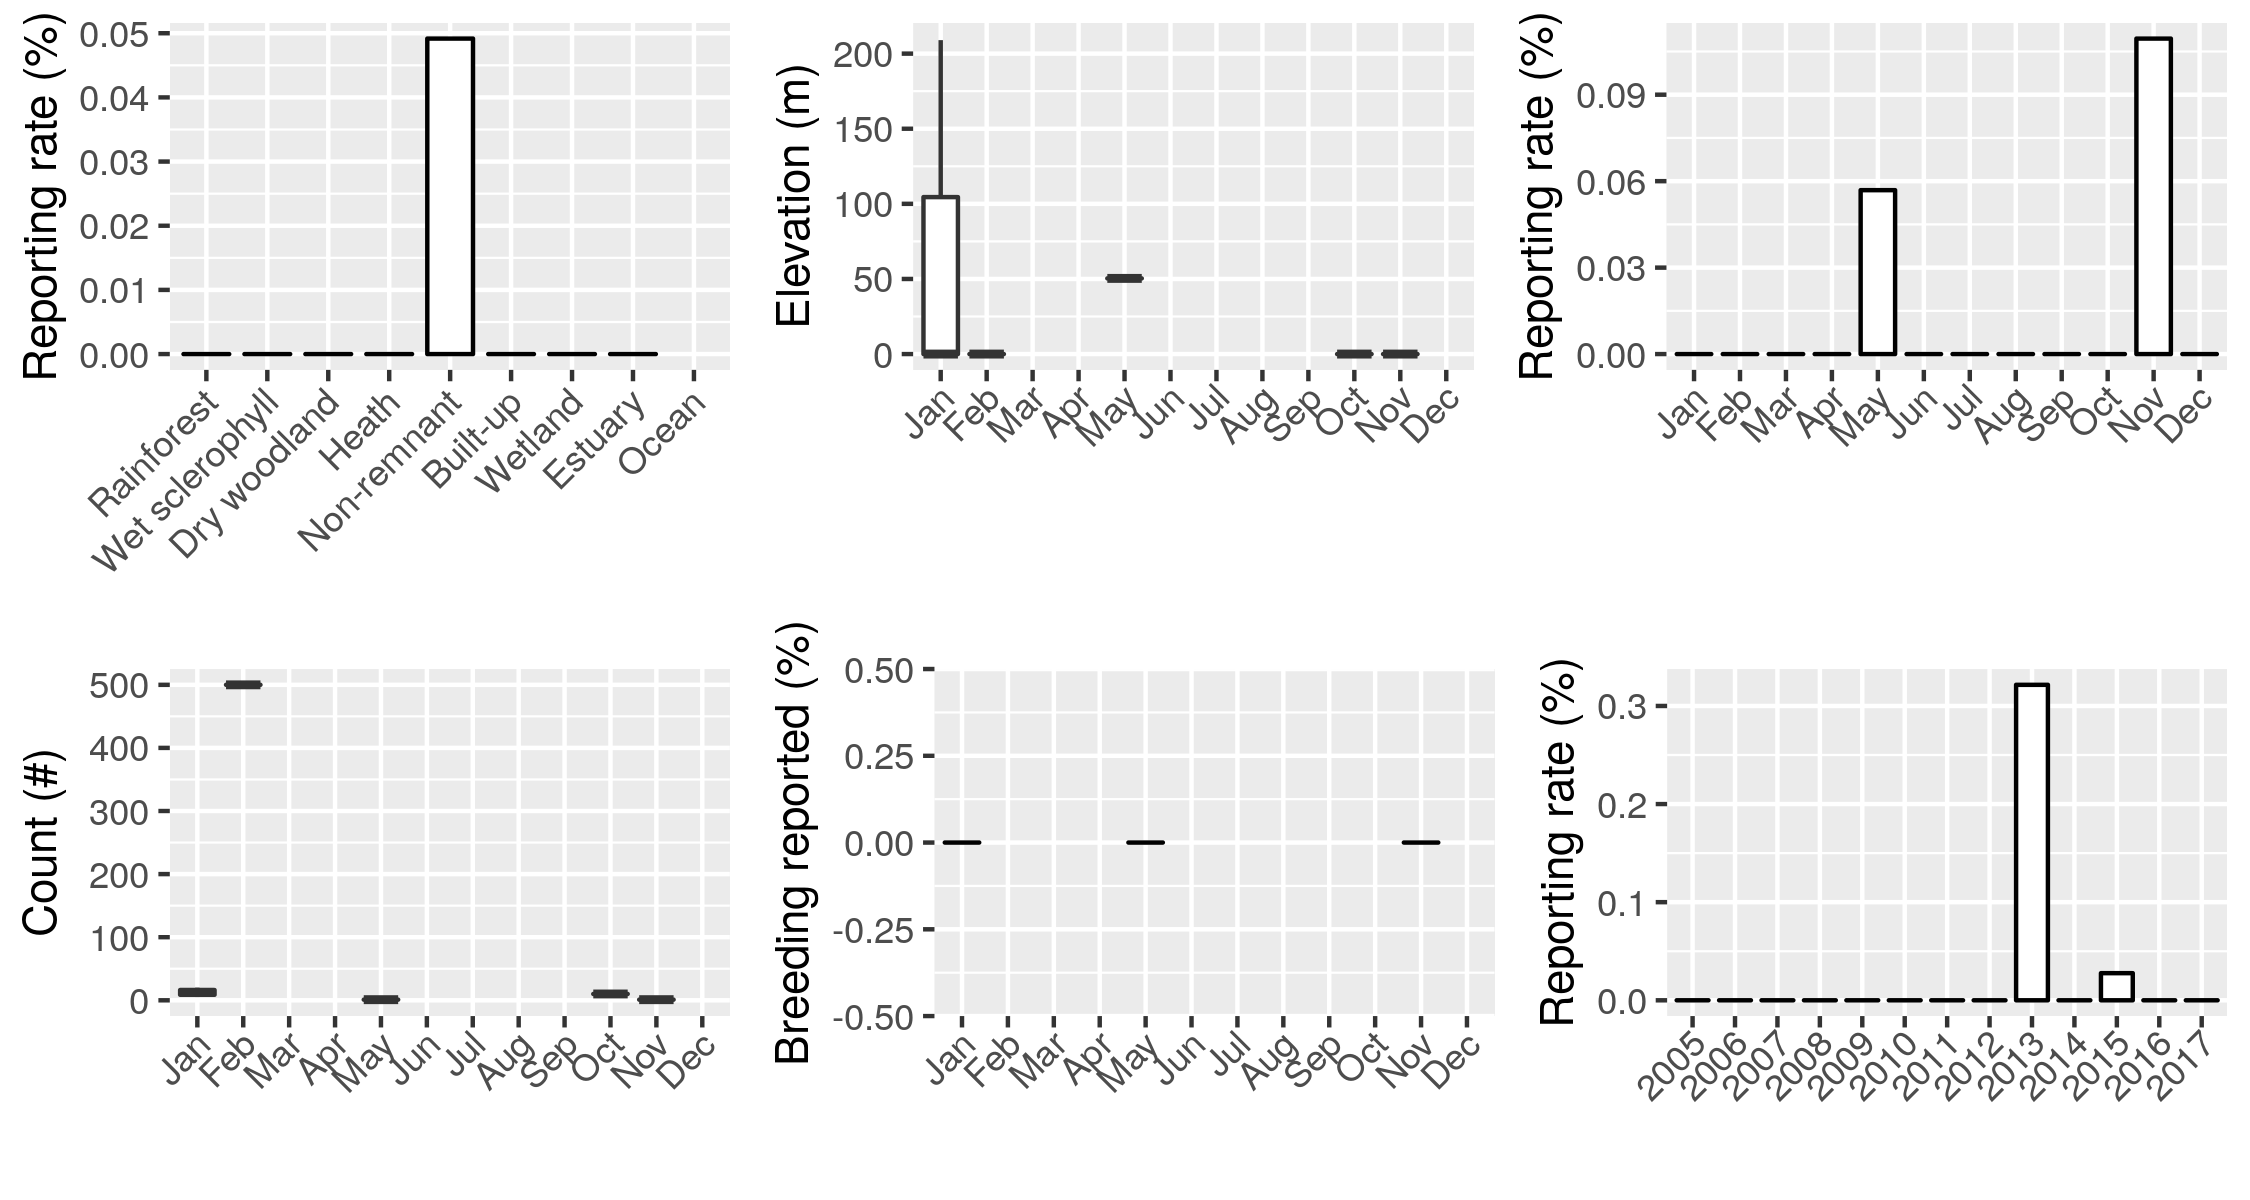 Reporting rate (%)
0.05
0.04
0.03
0.02
0.01
0.00
Rainforest
Wet sclerophyll
Dry woodland
Heath
Non-remnant
Built-up
Wetland
Estuary
Ocean
Elevation (m)
200
150
100
50
0
Jan
Feb
Mar
Apr
May
Jun
Jul
Aug
Sep
Oct
Nov
Dec
Reporting rate (%)
0.09
0.06
0.03
0.00
Jan
Feb
Mar
Apr
May
Jun
Jul
Aug
Sep
Oct
Nov
Dec
Count (#)
500
400
300
200
100
0
Jan
Feb
Mar
Apr
May
Jun
Jul
Aug
Sep
Oct
Nov
Dec
Breeding reported (%)
0.50
0.25
0.00
-0.25
-0.50
Jan
Feb
Mar
Apr
May
Jun
Jul
Aug
Sep
Oct
Nov
Dec
Reporting rate (%)
0.3
0.2
0.1
0.0
2005
2006
2007
2008
2009
2010
2011
2012
2013
2014
2015
2016
2017